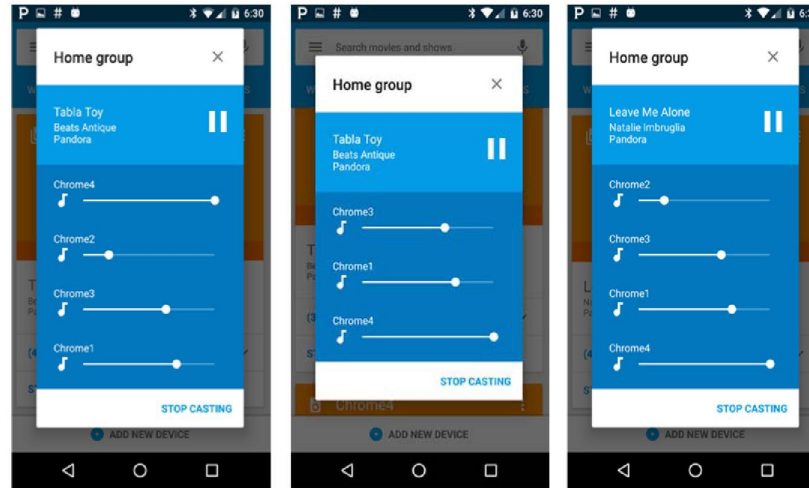 P # 6:30
Home group
Tabla Toy
Beats Antique
Pandora
Chrome4
Chrome2
Chrome3
Chrome1
STOP CASTING
ADD NEW DEVICE
P # 6:30
Search movies and shows
Home group
Tabla Toy
Beats Antique
Pandora
Chrome3
Chrome1
Chrome4
STOP CASTING
Chrome4
ADD NEW DEVICE
P #
Home group
Leave Me Alone
Natalie Imbruglia
Pandora
Chrome2
Chrome3
Chrome1
Chrome4
STOP CASTING
ADD NEW DEVICE